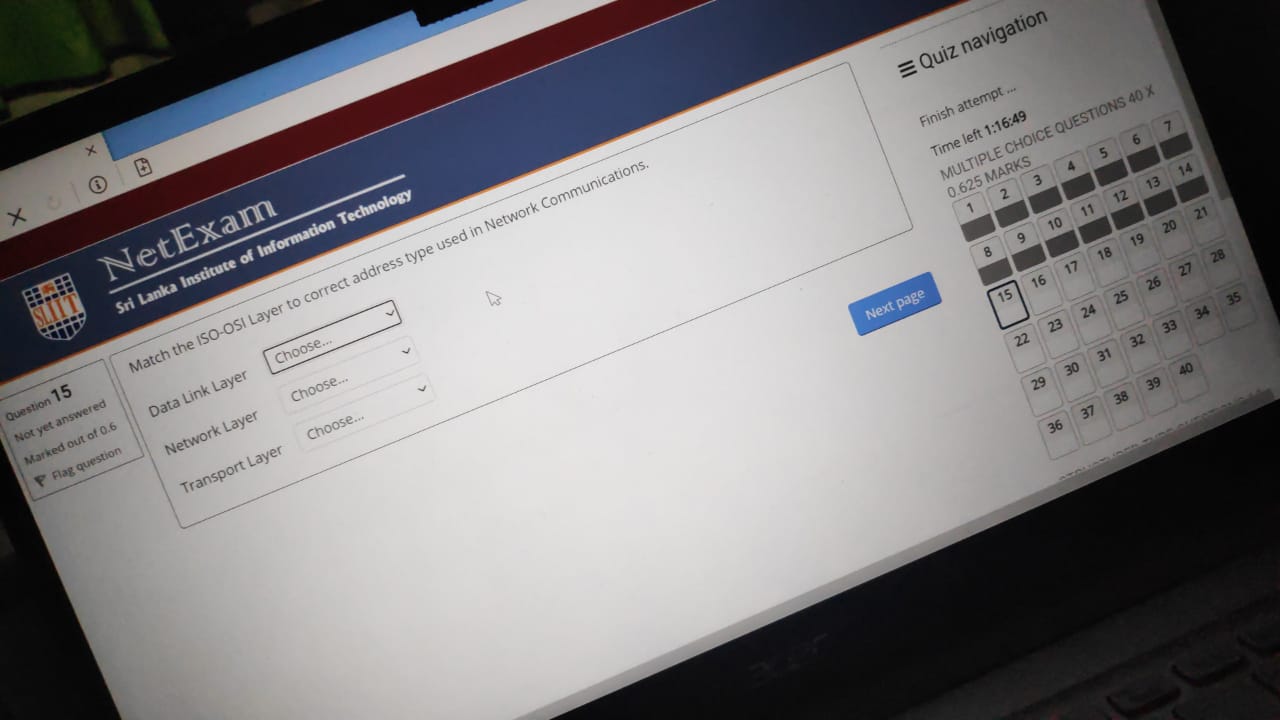 NetExam
Sri Lanka Institute of Information Technology
SLIIT
Question 15
Not yet answered
Marked out of 0.6
Flag question
Match the ISO-OSI Layer to correct address type used in Network Communications.
Data Link Layer Choose...
Network Layer Choose...
Transport Layer Choose...
Next page
Quiz navigation
Finish attempt ...
Time left 1:16:49
MULTIPLE CHOICE QUESTIONS 40 X
0.625 MARKS
1 2 3 4 5 6 7
8 9 10 11 12 13 14
15 16 17 18 19 20 21
22 23 24 25 26 27 28
29 30 31 32 33 34 35
36 37 38 39 40
acer